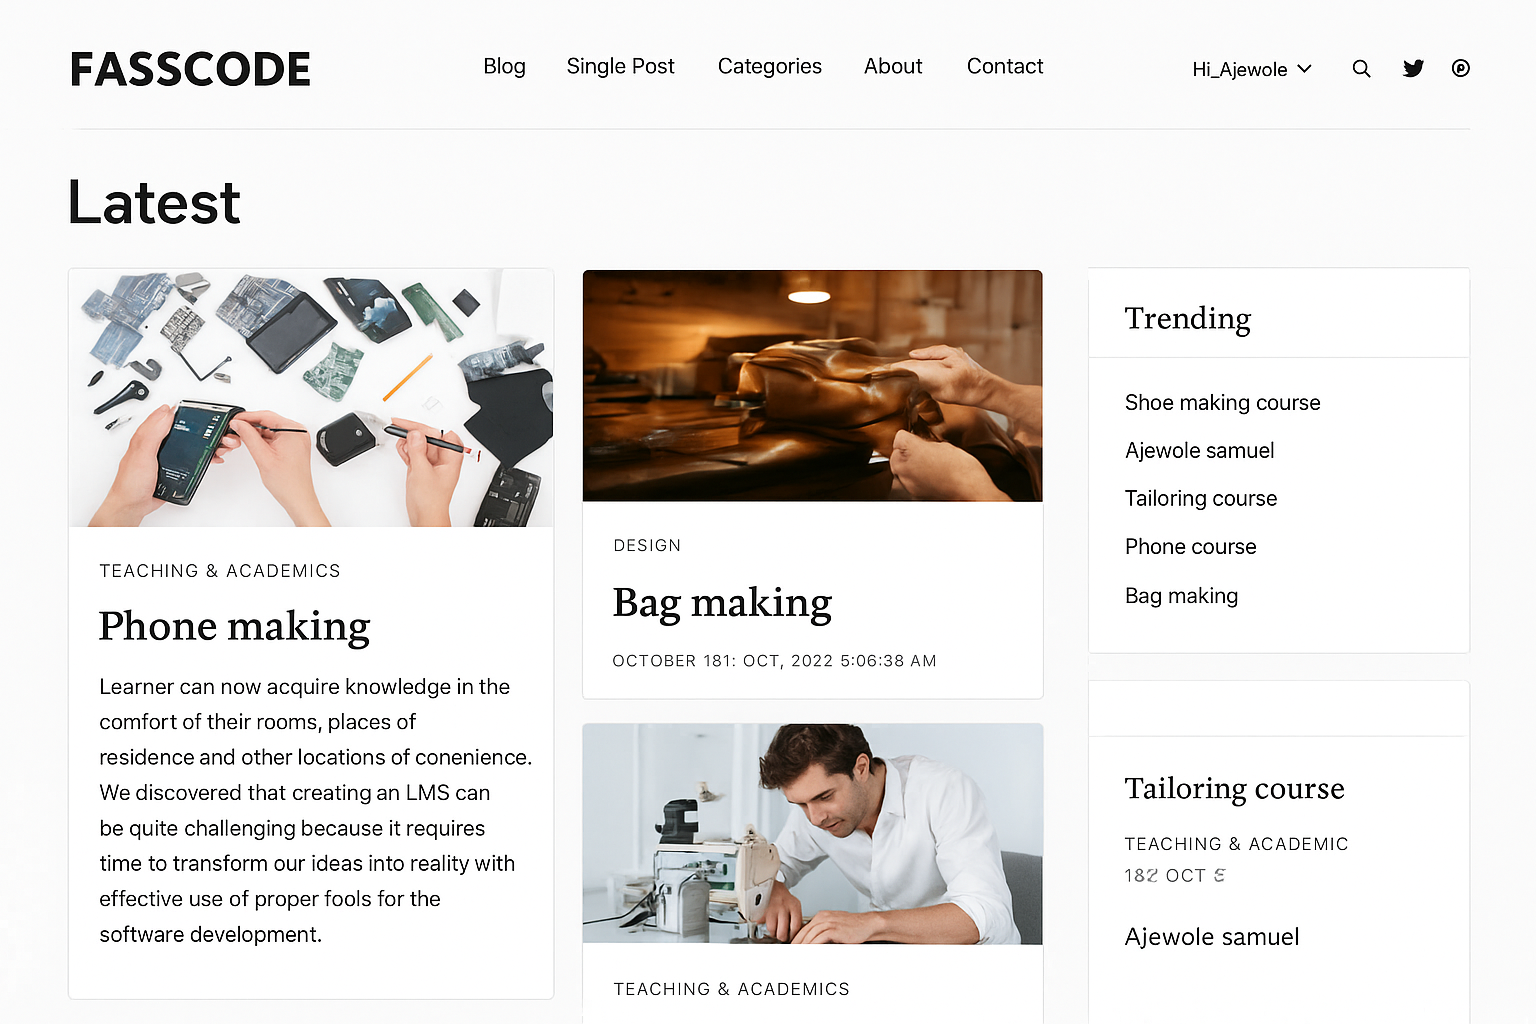 FASSCODE
Blog Single Post Categories About Contact
Hi_Ajewole
Latest
TEACHING & ACADEMICS
Phone making
Learner can now acquire knowledge in the
comfort of their rooms, places of
residence and other locations of conenience.
We discovered that creating an LMS can
be quite challenging because it requires
time to transform our ideas into reality with
effective use of proper fools for the
software development.
DESIGN
Bag making
OCTOBER 181: OCT, 2022 5:06:38 AM
TEACHING & ACADEMICS
Trending
Shoe making course
Ajewole samuel
Tailoring course
Phone course
Bag making
Tailoring course
TEACHING & ACADEMIC
182 OCT
Ajewole samuel